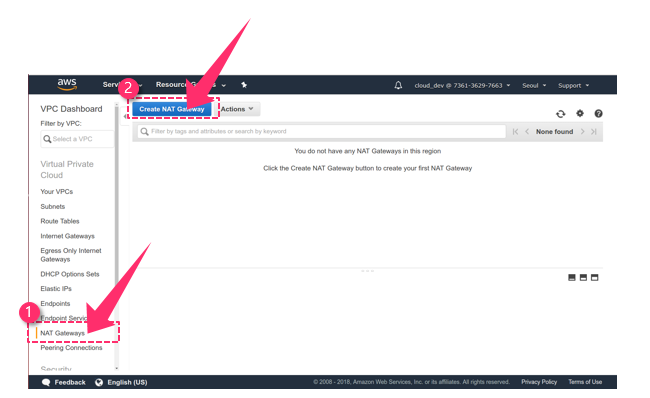 aws
Resource G
cloud_dev @ 7361-3629-7663
Seoul
Support
2
VPC Dashboard
Filter by VPC:
Select a VPC
Virtual Private
Cloud
Your VPCs
Subnets
Route Tables
Internet Gateways
Egress Only Internet
Gateways
DHCP Options Sets
Elastic IPs
Endpoints
Endpoint Servic
1
NAT Gateways
Peering Connections
Security
Create NAT Gateway
Actions
Filter by tags and attributes or search by keyword
None found
You do not have any NAT Gateways in this region
Click the Create NAT Gateway button to create your first NAT Gateway
Feedback
English (US)
© 2008 - 2018, Amazon Web Services, Inc. or its affiliates. All rights reserved.
Privacy Policy
Terms of Use